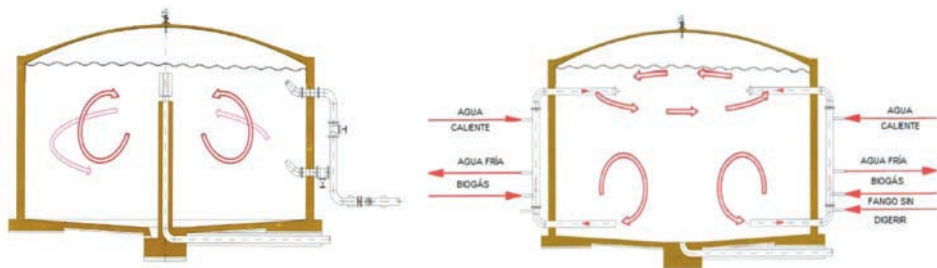 AGUA
CALIENTE
AGUA FRÍA
BIOGÁS
AGUA
CALIENTE
AGUA FRÍA
BIOGÁS
FANGO SIN
DIGERIR